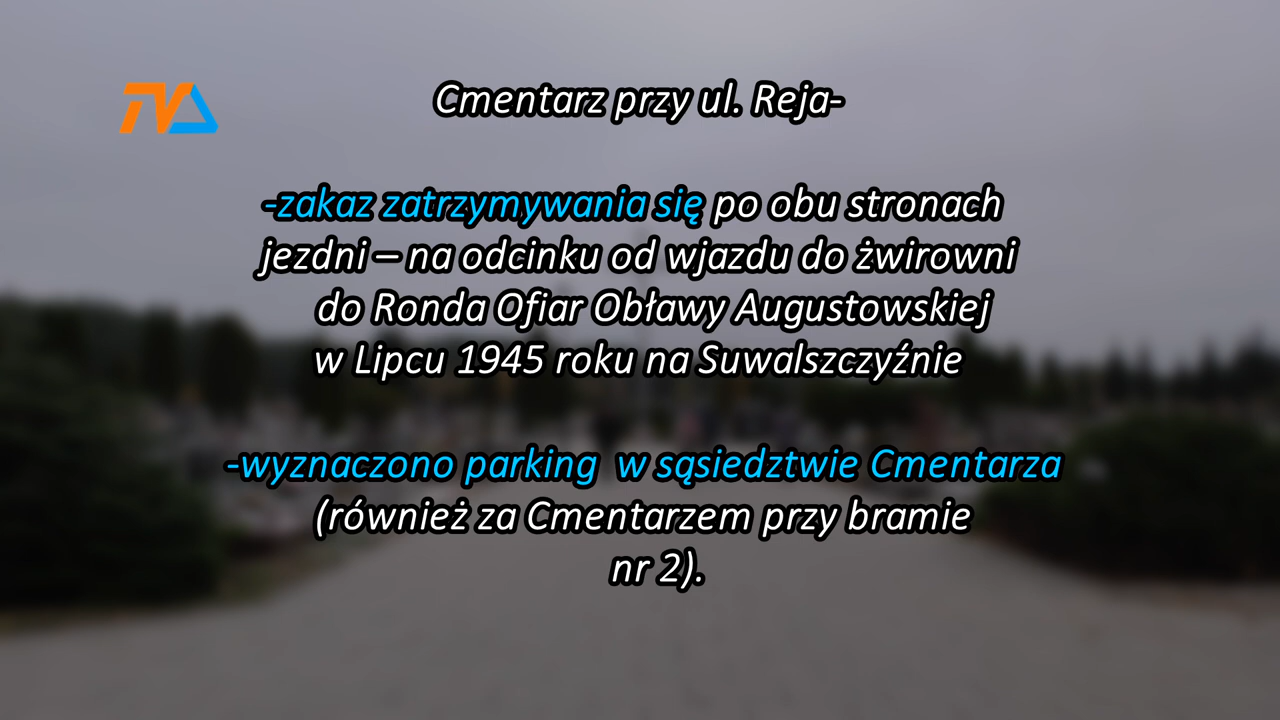 TVA
Cmentarz przy ul. Reja-
-zakaz zatrzymywania się po obu stronach
jezdni – na odcinku od wjazdu do żwirowni
do Ronda Ofiar Obławy Augustowskiej
w Lipcu 1945 roku na Suwalszczyźnie
-wyznaczono parking w sąsiedztwie Cmentarza
(również za Cmentarzem przy bramie
nr 2).